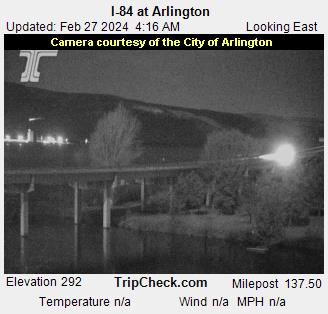 I-84 at Arlington
Updated: Feb 27 2024 4:16 AM Looking East
Camera courtesy of the City of Arlington
Elevation 292 TripCheck.com Milepost 137.50
Temperature n/a Wind n/a MPH n/a